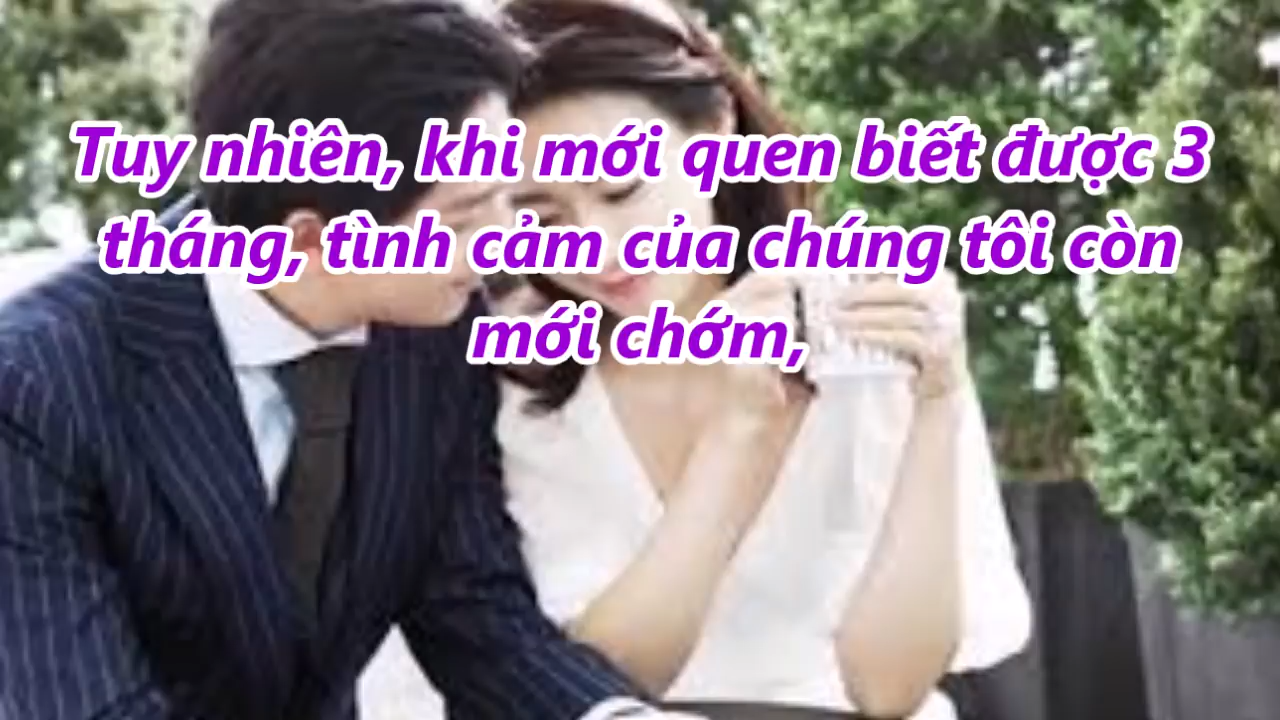 Tuy nhiên, khi mới quen biết được 3
tháng, tình cảm của chúng tôi còn
mới chớm,